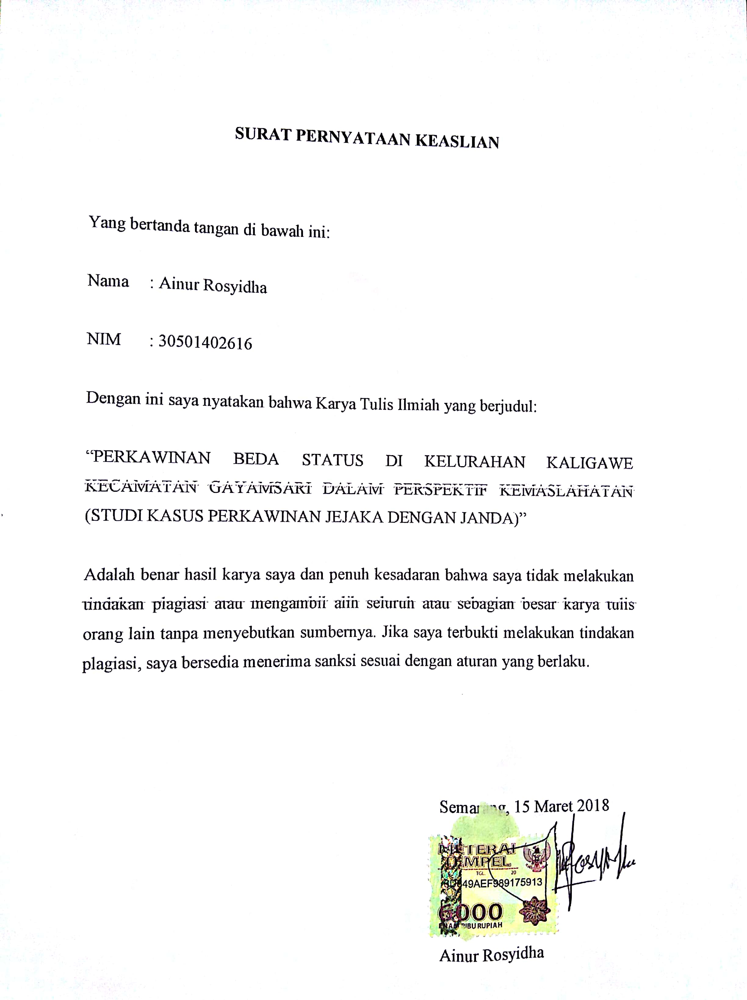 SURAT PERNYATAAN KEASLIAN
Yang bertanda tangan di bawah ini:
Nama : Ainur Rosyidha
NIM : 30501402616
Dengan ini saya nyatakan bahwa Karya Tulis Ilmiah yang berjudul:
“PERKAWINAN BEDA STATUS DI KELURAHAN KALIGAWE
KECAMATAN GAYAMSARI DALAM PERSPEKTIF KEMASLAHATAN
(STUDI KASUS PERKAWINAN JEJAKA DENGAN JANDA)”
Adalah benar hasil karya saya dan penuh kesadaran bahwa saya tidak melakukan
tindakan plagiasi atau mengambil alih seluruh atau sebagian besar karya tulis
orang lain tanpa menyebutkan sumbernya. Jika saya terbukti melakukan tindakan
plagiasi, saya bersedia menerima sanksi sesuai dengan aturan yang berlaku.
Semarang, 15 Maret 2018
METERAI
TEMPEL
TGL. 20
49AEF989175913
6000
ENAM RIBU RUPIAH
Ainur Rosyidha